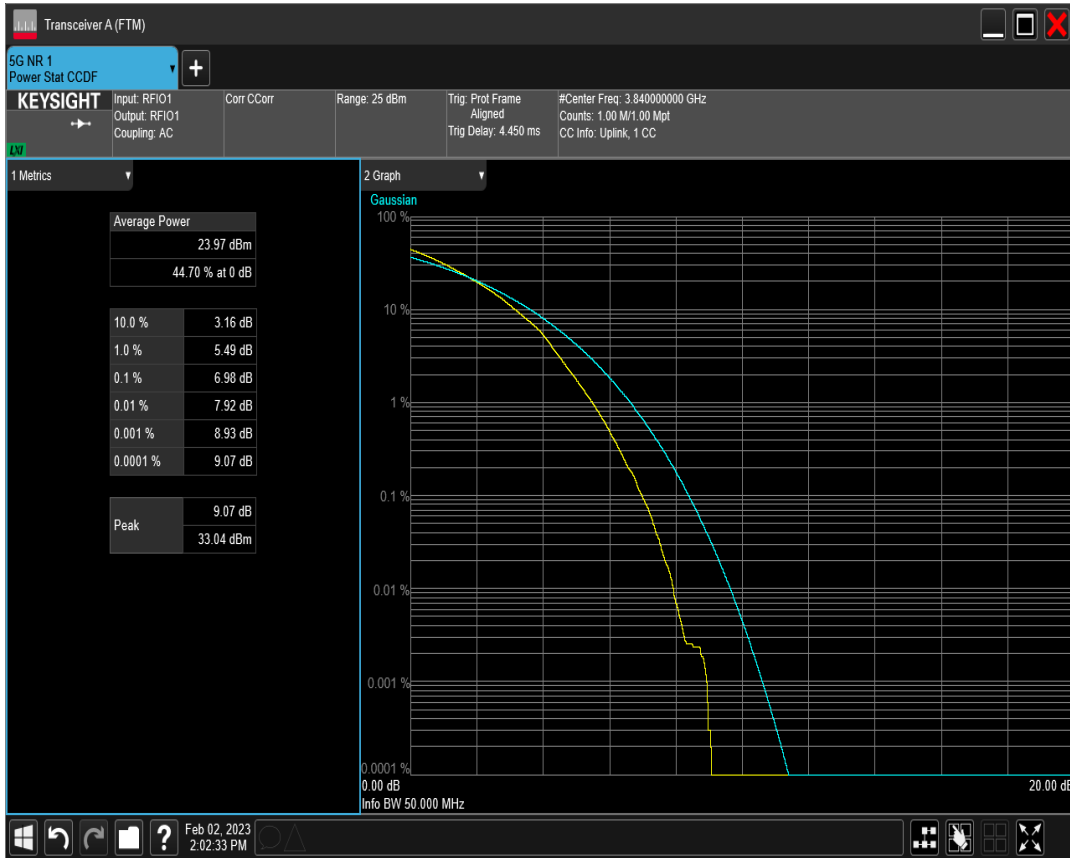 Transceiver A (FTM)
5G NR 1
Power Stat CCDF
KEYSIGHT
LXI
Input: RFIO1
Output: RFIO1
Coupling: AC
Corr CCorr
Range: 25 dBm
Trig: Prot Frame
Aligned
Trig Delay: 4.450 ms
#Center Freq: 3.840000000 GHz
Counts: 1.00 M/1.00 Mpt
CC Info: Uplink, 1 CC
1 Metrics
Average Power
23.97 dBm
44.70 % at 0 dB
10.0 % 3.16 dB
1.0 % 5.49 dB
0.1 % 6.98 dB
0.01 % 7.92 dB
0.001 % 8.93 dB
0.0001 % 9.07 dB
Peak 9.07 dB
33.04 dBm
2 Graph
Gaussian
100 %
10 %
1 %
0.1 %
0.01 %
0.001 %
0.0001 %
0.00 dB 20.00 dB
Info BW 50.000 MHz
? Feb 02, 2023
2:02:33 PM